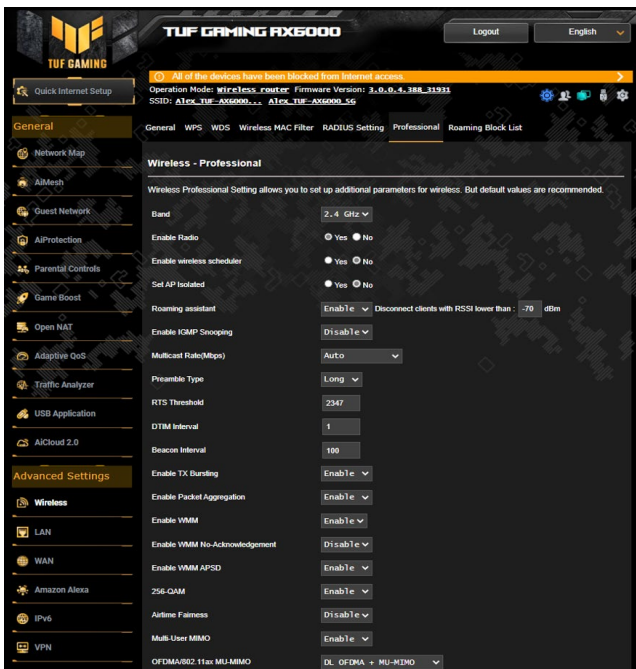 TUF GAMING AX6000
Logout
English
TUF GAMING
All of the devices have been blocked from Internet access.
Quick Internet Setup
Operation Mode: Wireless router Firmware Version: 3.0.0.4.388_31931
SSID: Alex_TUF-AX6000... Alex_TUF-AX6000_5G
General
General WPS WDS Wireless MAC Filter RADIUS Setting Professional Roaming Block List
Network Map
AiMesh
Guest Network
AiProtection
Parental Controls
Game Boost
Open NAT
Adaptive QoS
Traffic Analyzer
USB Application
AiCloud 2.0
Advanced Settings
Wireless
LAN
WAN
Amazon Alexa
IPv6
VPN
Wireless - Professional
Wireless Professional Setting allows you to set up additional parameters for wireless. But default values are recommended.
Band 2.4 GHz
Enable Radio Yes No
Enable wireless scheduler Yes No
Set AP Isolated Yes No
Roaming assistant Enable Disconnect clients with RSSI lower than : -70 dBm
Enable IGMP Snooping Disable
Multicast Rate(Mbps) Auto
Preamble Type Long
RTS Threshold 2347
DTIM Interval 1
Beacon Interval 100
Enable TX Bursting Enable
Enable Packet Aggregation Enable
Enable WMM Enable
Enable WMM No-Acknowledgement Disable
Enable WMM APSD Enable
256-QAM Enable
Airtime Fairness Disable
Multi-User MIMO Enable
OFDMA/802.11ax MU-MIMO DL OFDMA + MU-MIMO